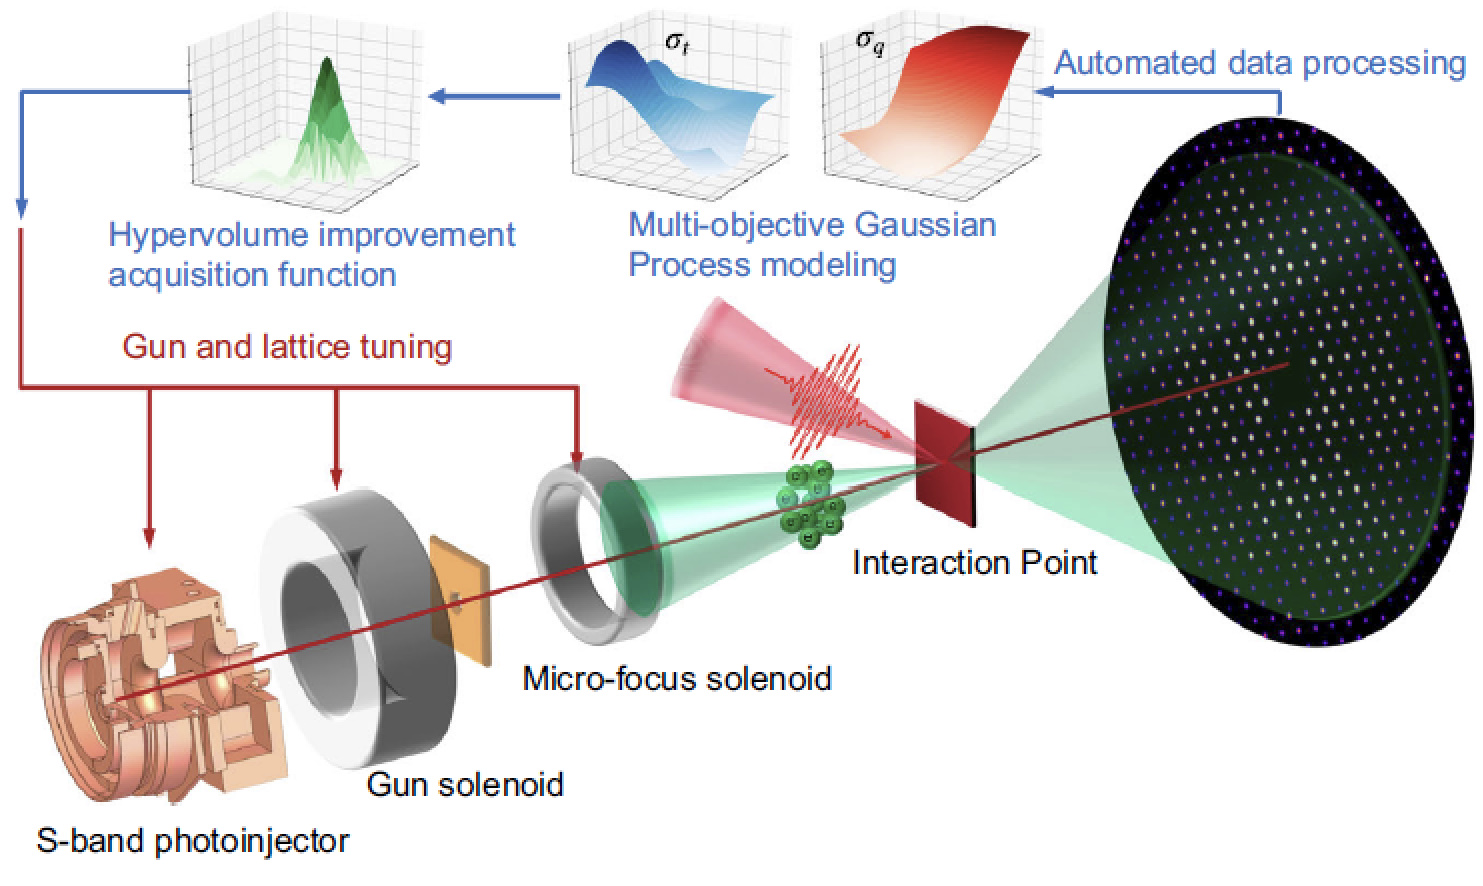 σt
σq
Automated data processing
Hypervolume improvement
acquisition function
Multi-objective Gaussian
Process modeling
Gun and lattice tuning
Interaction Point
Micro-focus solenoid
Gun solenoid
S-band photoinjector